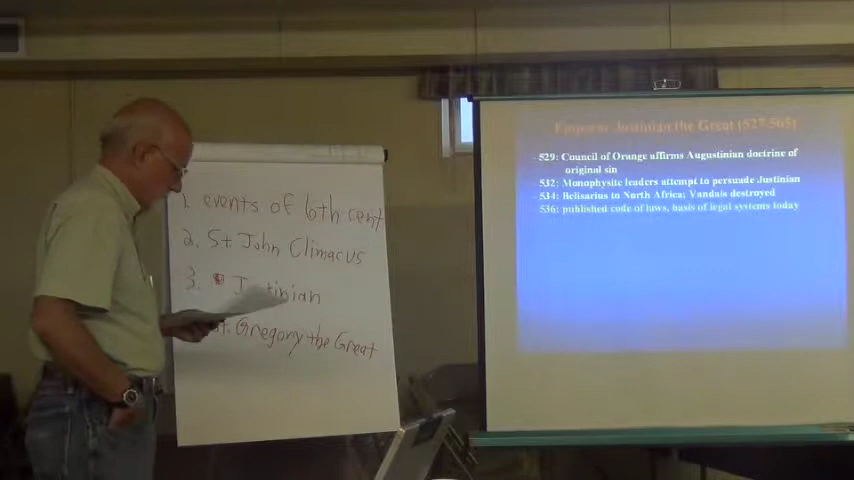 1. events of 6th cent
2. St John Climacus
3. Justinian
St. Gregory the Great
Emperor Justinian the Great (527-565)
529: Council of Orange affirms Augustinian doctrine of
original sin
532: Monophysite leaders attempt to persuade Justinian
534: Belisarius to North Africa; Vandals destroyed
536: published code of laws, basis of legal systems today